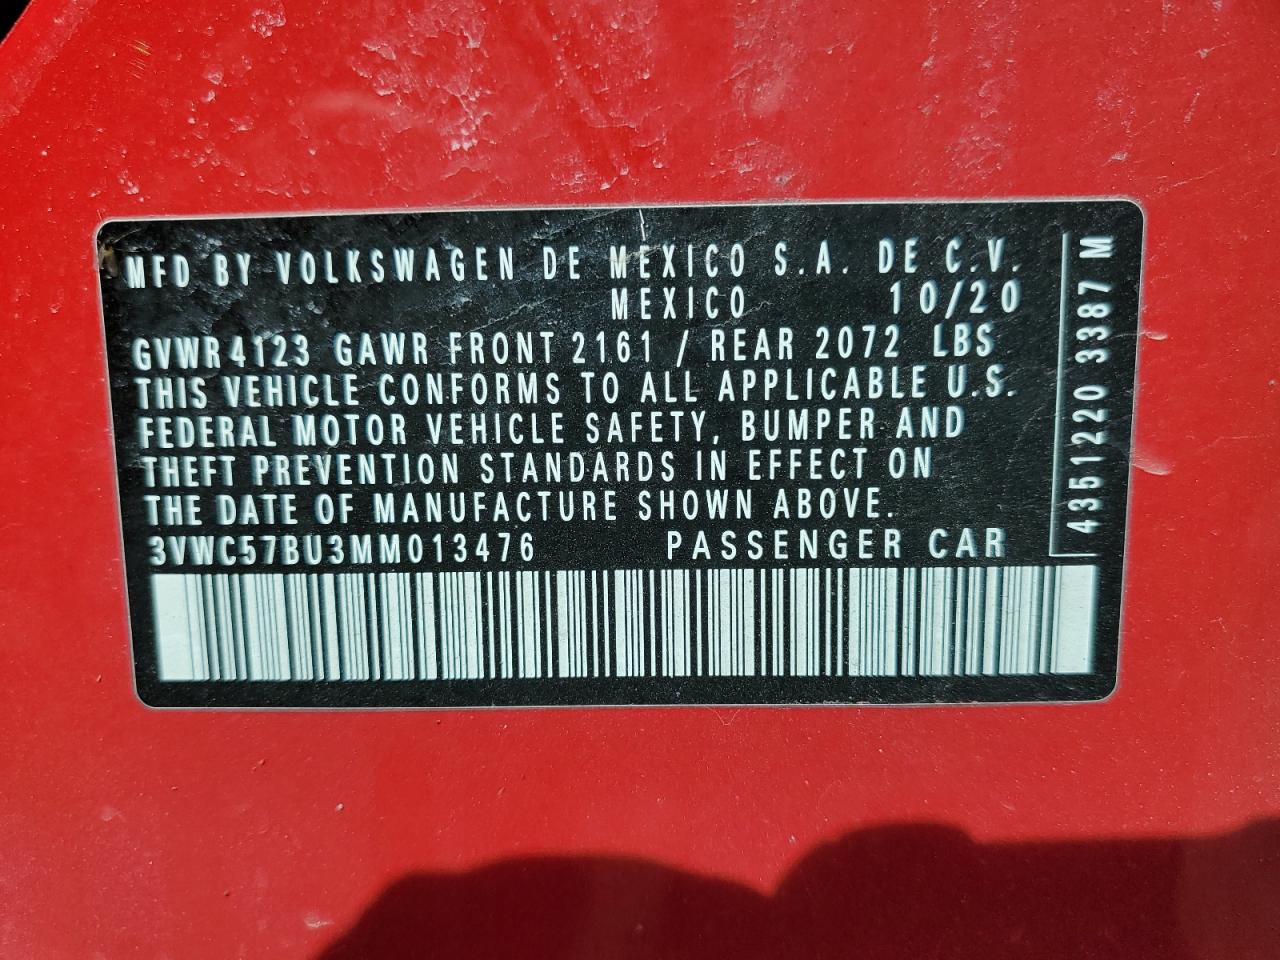 MFD BY VOLKSWAGEN DE MEXICO S.A. DE C.V.
MEXICO 10/20
GVWR 4123 GAWR FRONT 2161 / REAR 2072 LBS
THIS VEHICLE CONFORMS TO ALL APPLICABLE U.S.
FEDERAL MOTOR VEHICLE SAFETY, BUMPER AND
THEFT PREVENTION STANDARDS IN EFFECT ON
THE DATE OF MANUFACTURE SHOWN ABOVE.
3VWC57BU3MM013476 PASSENGER CAR
4351220 3387 M